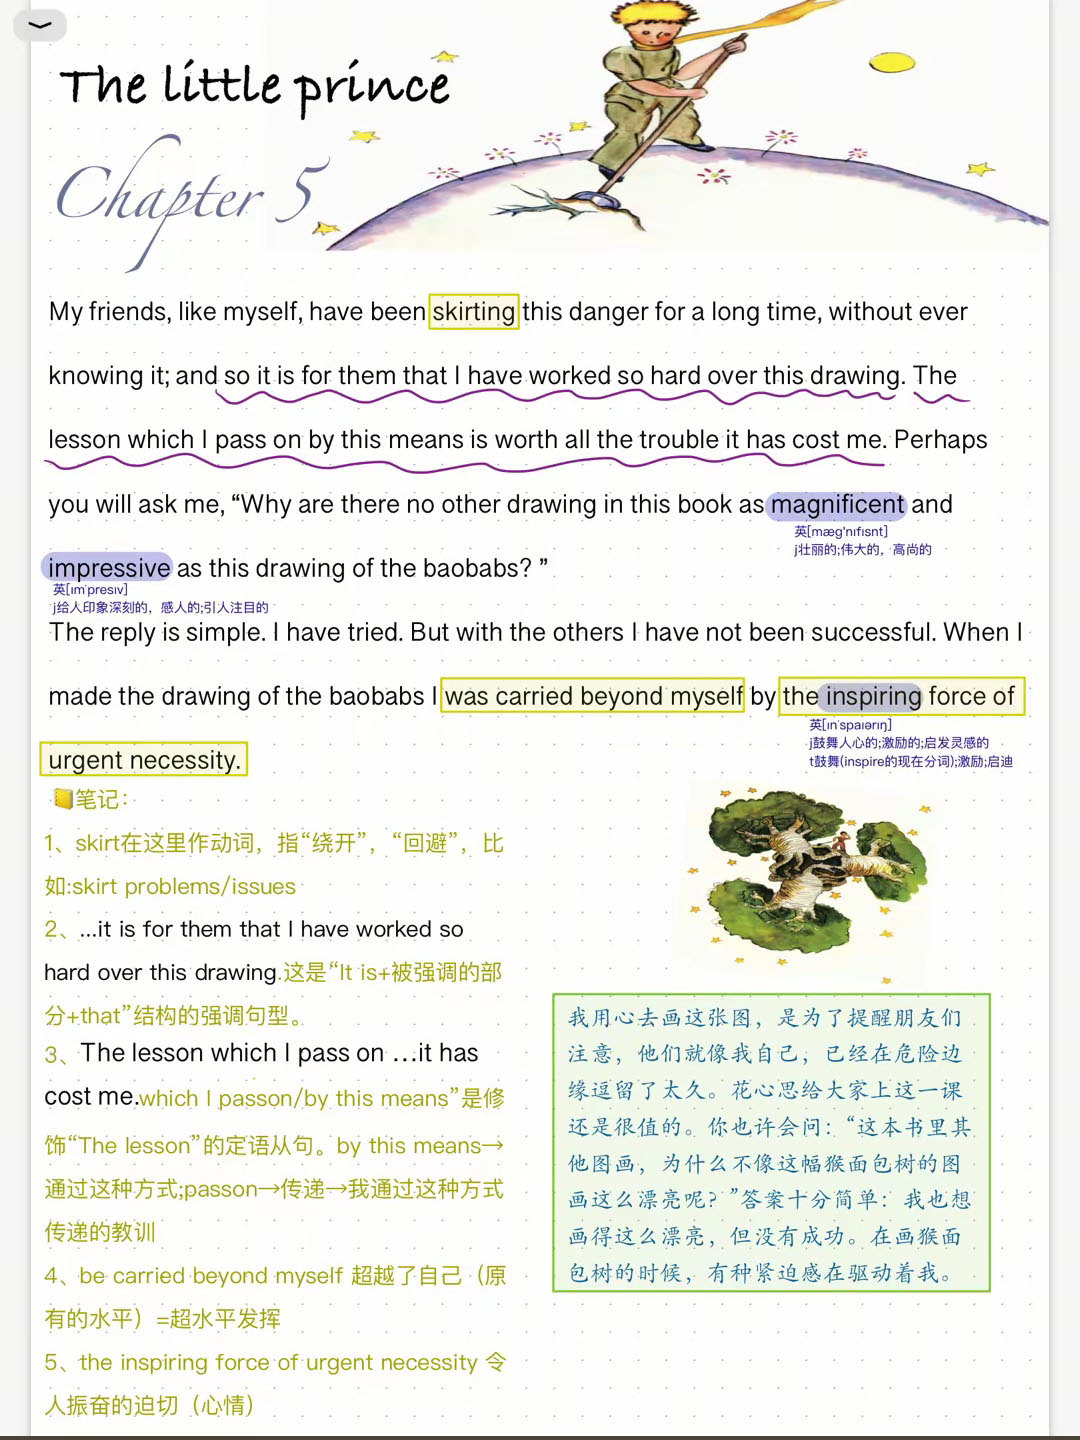 The little prince
Chapter 5
My friends, like myself, have been skirting this danger for a long time, without ever
knowing it; and so it is for them that I have worked so hard over this drawing. The
lesson which I pass on by this means is worth all the trouble it has cost me. Perhaps
you will ask me, “Why are there no other drawing in this book as magnificent and
英[mæg'nɪfɪsnt]
j壮丽的;伟大的，高尚的
impressive as this drawing of the baobabs? ”
英[ɪmˈpresɪv]
j给人印象深刻的，感人的;引人注目的
The reply is simple. I have tried. But with the others I have not been successful. When I
made the drawing of the baobabs I was carried beyond myself by the inspiring force of
英[ɪnˈspaɪərɪŋ]
j鼓舞人心的;激励的;启发灵感的
t鼓舞(inspire的现在分词);激励;启迪
urgent necessity.
📒笔记：
1、skirt在这里作动词，指“绕开”，“回避”，比
如:skirt problems/issues
2、...it is for them that I have worked so
hard over this drawing.这是“It is+被强调的部
分+that”结构的强调句型。
3、The lesson which I pass on …it has
cost me.which I passon/by this means”是修
饰“The lesson”的定语从句。by this means→
通过这种方式;passon→传递→我通过这种方式
传递的教训
4、be carried beyond myself 超越了自己（原
有的水平）=超水平发挥
5、the inspiring force of urgent necessity 令
人振奋的迫切（心情）
我用心去画这张图，是为了提醒朋友们
注意，他们就像我自己，已经在危险边
缘逗留了太久。花心思给大家上这一课
还是很值的。你也许会问：“这本书里其
他图画，为什么不像这幅猴面包树的图
画这么漂亮呢？”答案十分简单：我也想
画得这么漂亮，但没有成功。在画猴面
包树的时候，有种紧迫感在驱动着我。